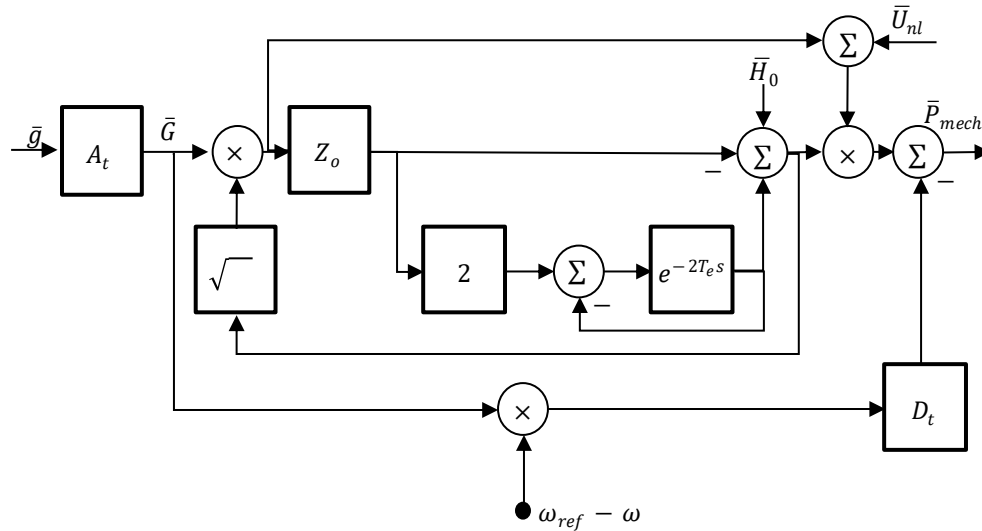 Ū_nl
Σ
H̄_0
ḡ
A_t
Ḡ
×
Z_o
−
Σ
×
Σ
P̄_mech
−
√
2
Σ
−
e^{−2T_e s}
×
D_t
ω_ref − ω